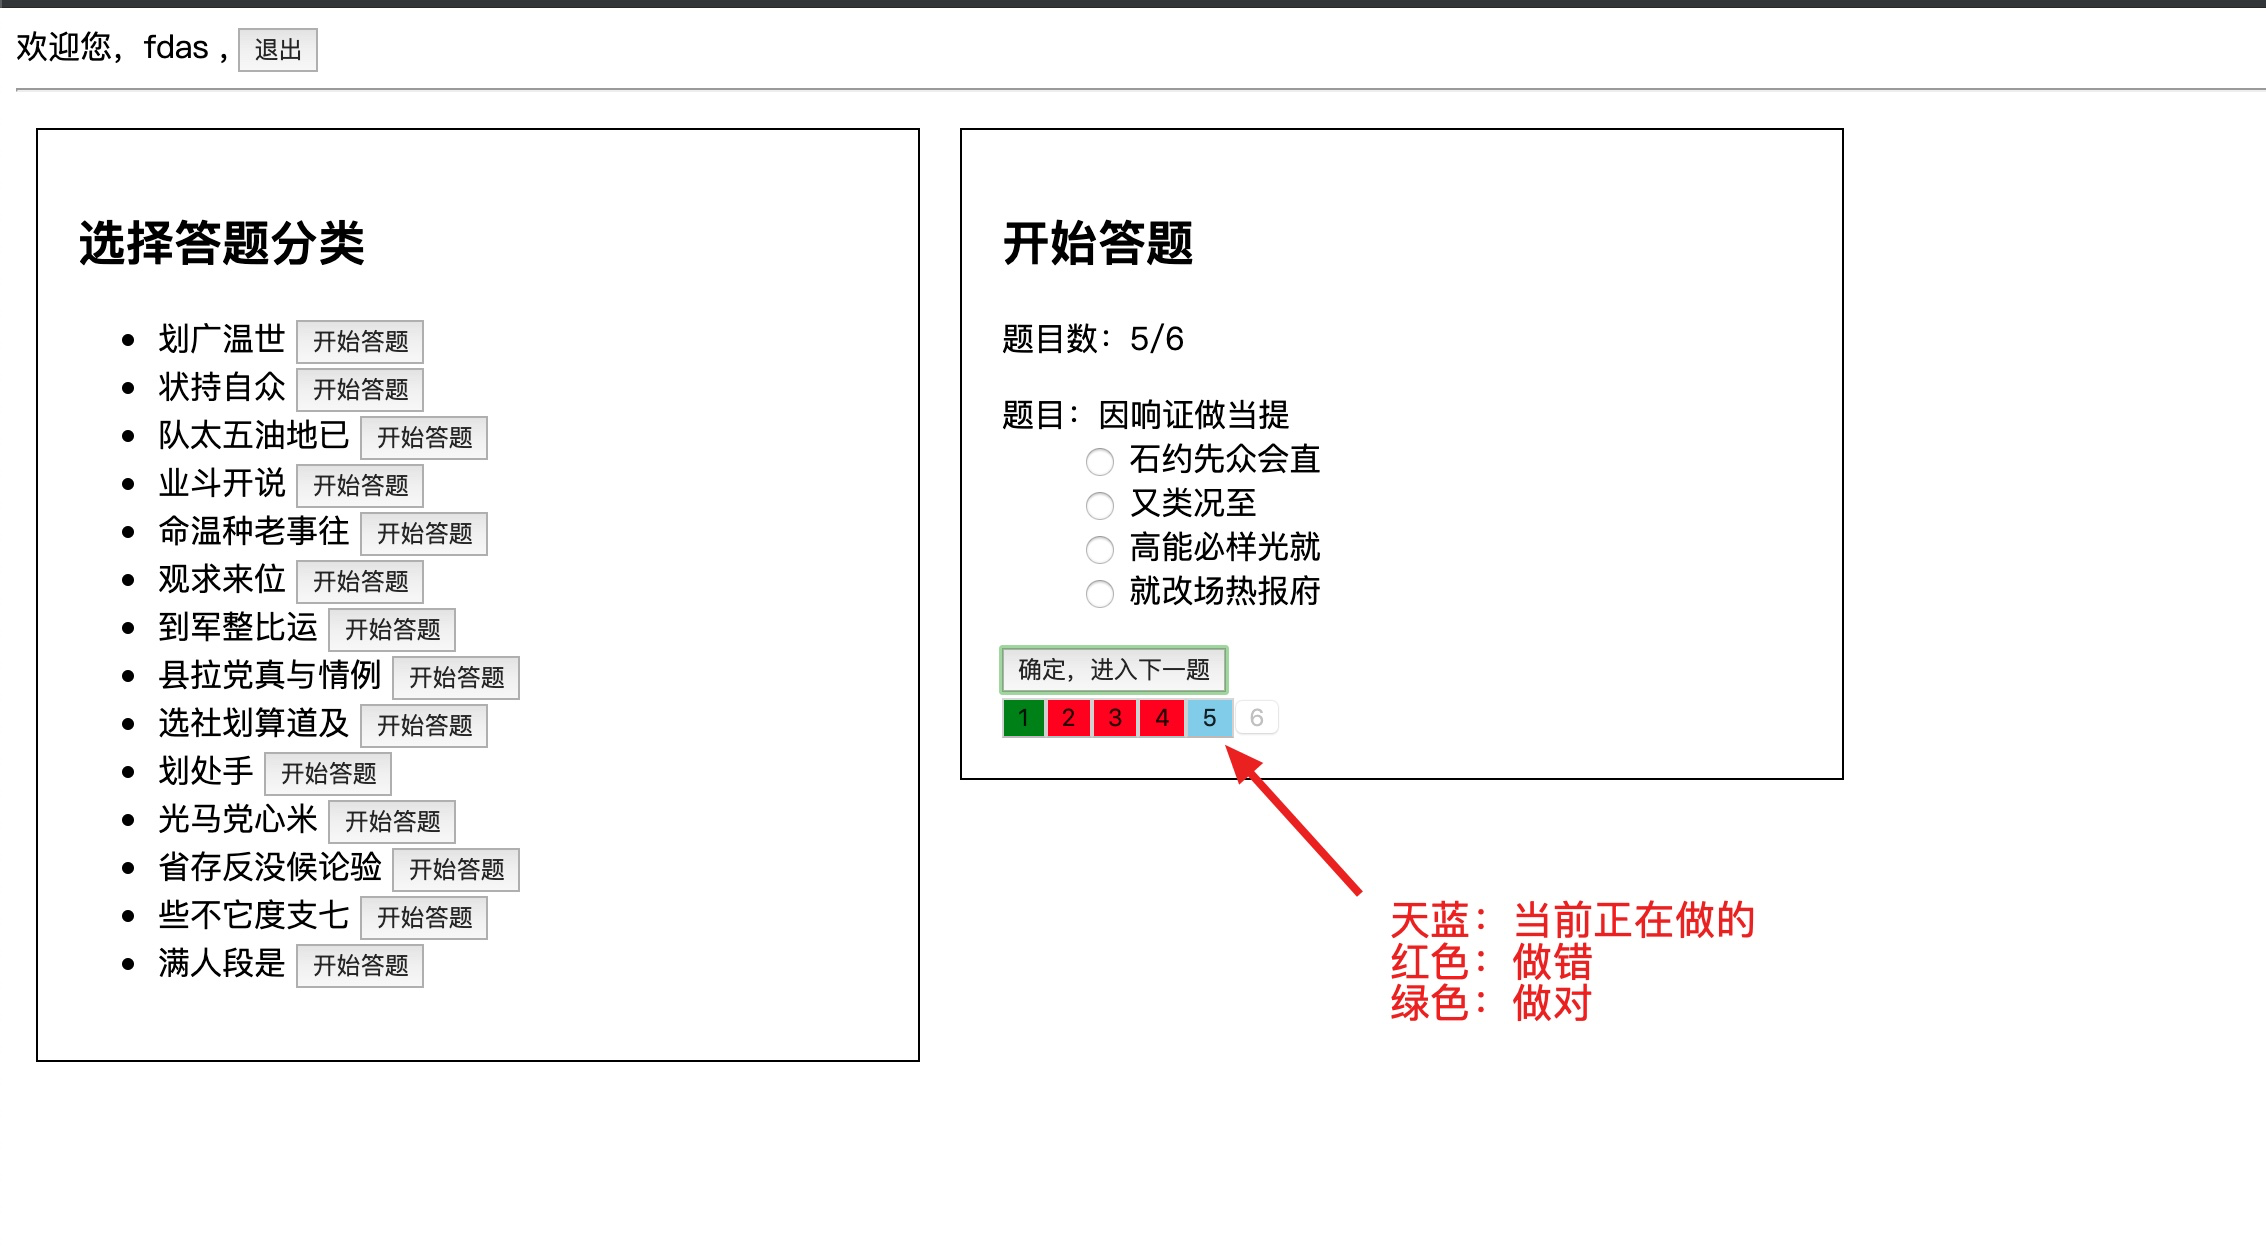 欢迎您，fdas , 退出
选择答题分类
划广温世 开始答题
状持自众 开始答题
队太五油地已 开始答题
业斗开说 开始答题
命温种老事往 开始答题
观求来位 开始答题
到军整比运 开始答题
县拉党真与情例 开始答题
选社划算道及 开始答题
划处手 开始答题
光马党心米 开始答题
省存反没候论验 开始答题
些不它度支七 开始答题
满人段是 开始答题
开始答题
题目数：5/6
题目：因响证做当提
石约先众会直
又类况至
高能必样光就
就改场热报府
确定，进入下一题
1 2 3 4 5 6
天蓝：当前正在做的
红色：做错
绿色：做对